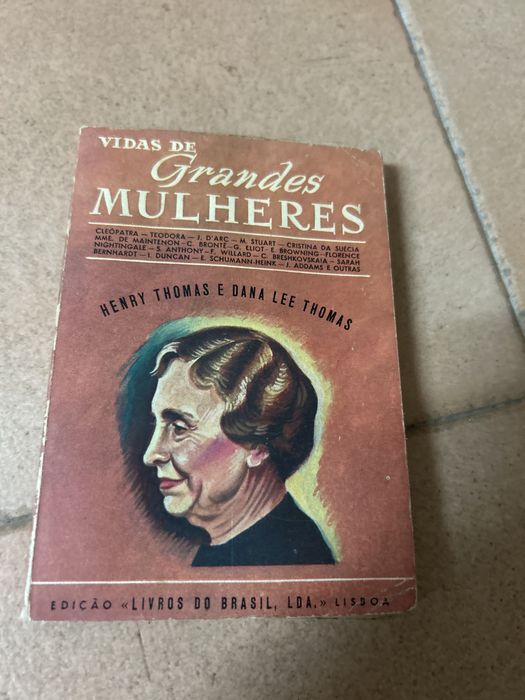 VIDAS DE
Grandes
MULHERES
CLEÓPATRA — TEODORA — J. D'ARC — M. STUART — CRISTINA DA SUÉCIA
MME. DE MAINTENON - C. BRONTË - G. ELIOT - E. BROWNING - FLORENCE
NIGHTINGALE — S. ANTHONY — F. WILLARD — C. BRESHKOVSKAIA — SARAH
BERNHARDT — I. DUNCAN — E. SCHUMANN-HEINK — J. ADDAMS E OUTRAS
HENRY THOMAS E DANA LEE THOMAS
EDIÇÃO «LIVROS DO BRASIL, LDA.» LISBOA